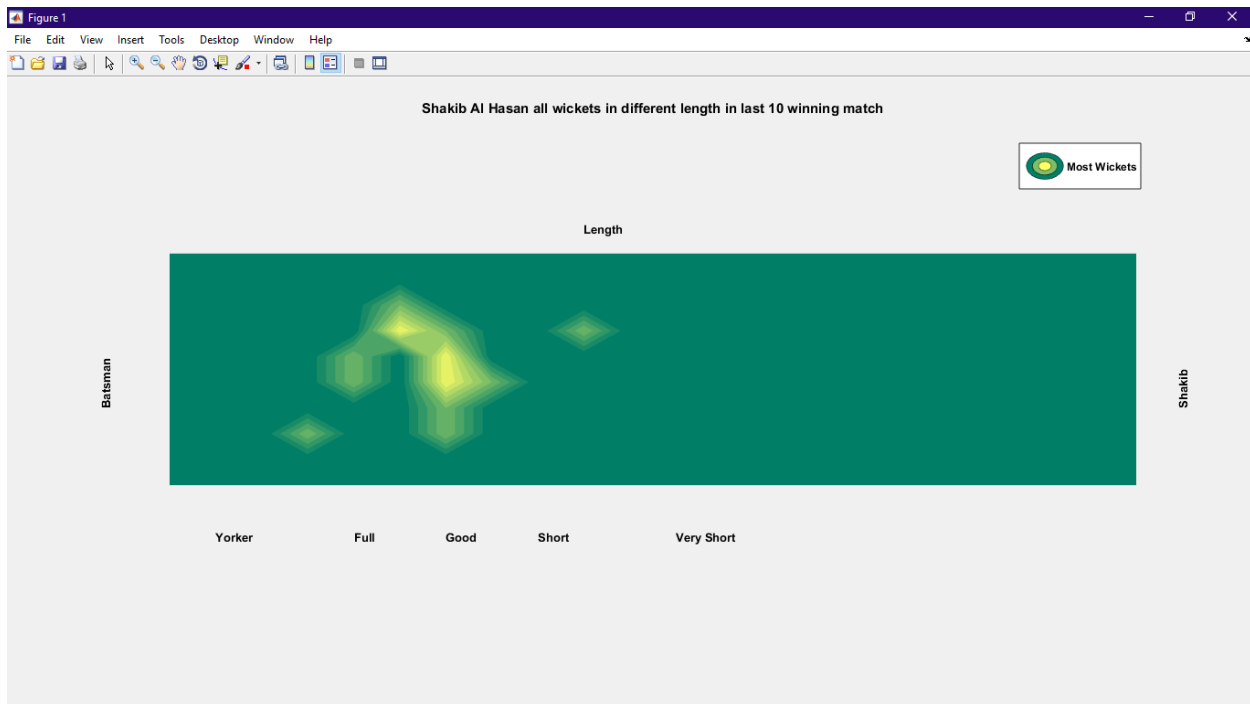 Figure 1
File Edit View Insert Tools Desktop Window Help
Shakib Al Hasan all wickets in different length in last 10 winning match
Most Wickets
Length
Batsman
Shakib
Yorker Full Good Short Very Short